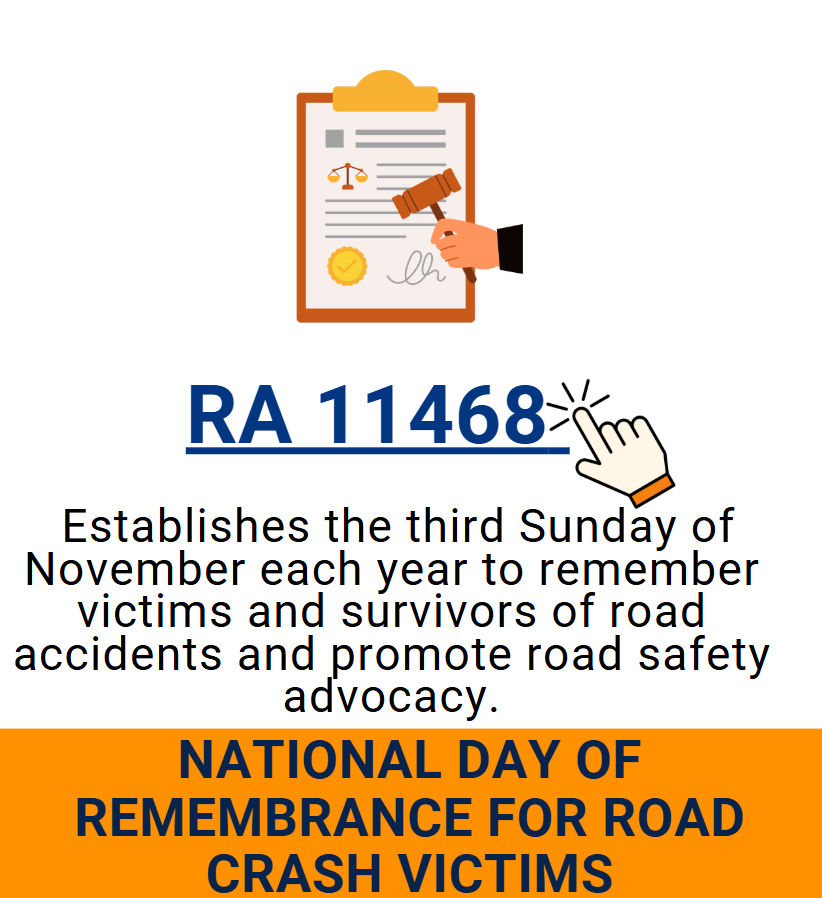 RA 11468
Establishes the third Sunday of
November each year to remember
victims and survivors of road
accidents and promote road safety
advocacy.
NATIONAL DAY OF
REMEMBRANCE FOR ROAD
CRASH VICTIMS